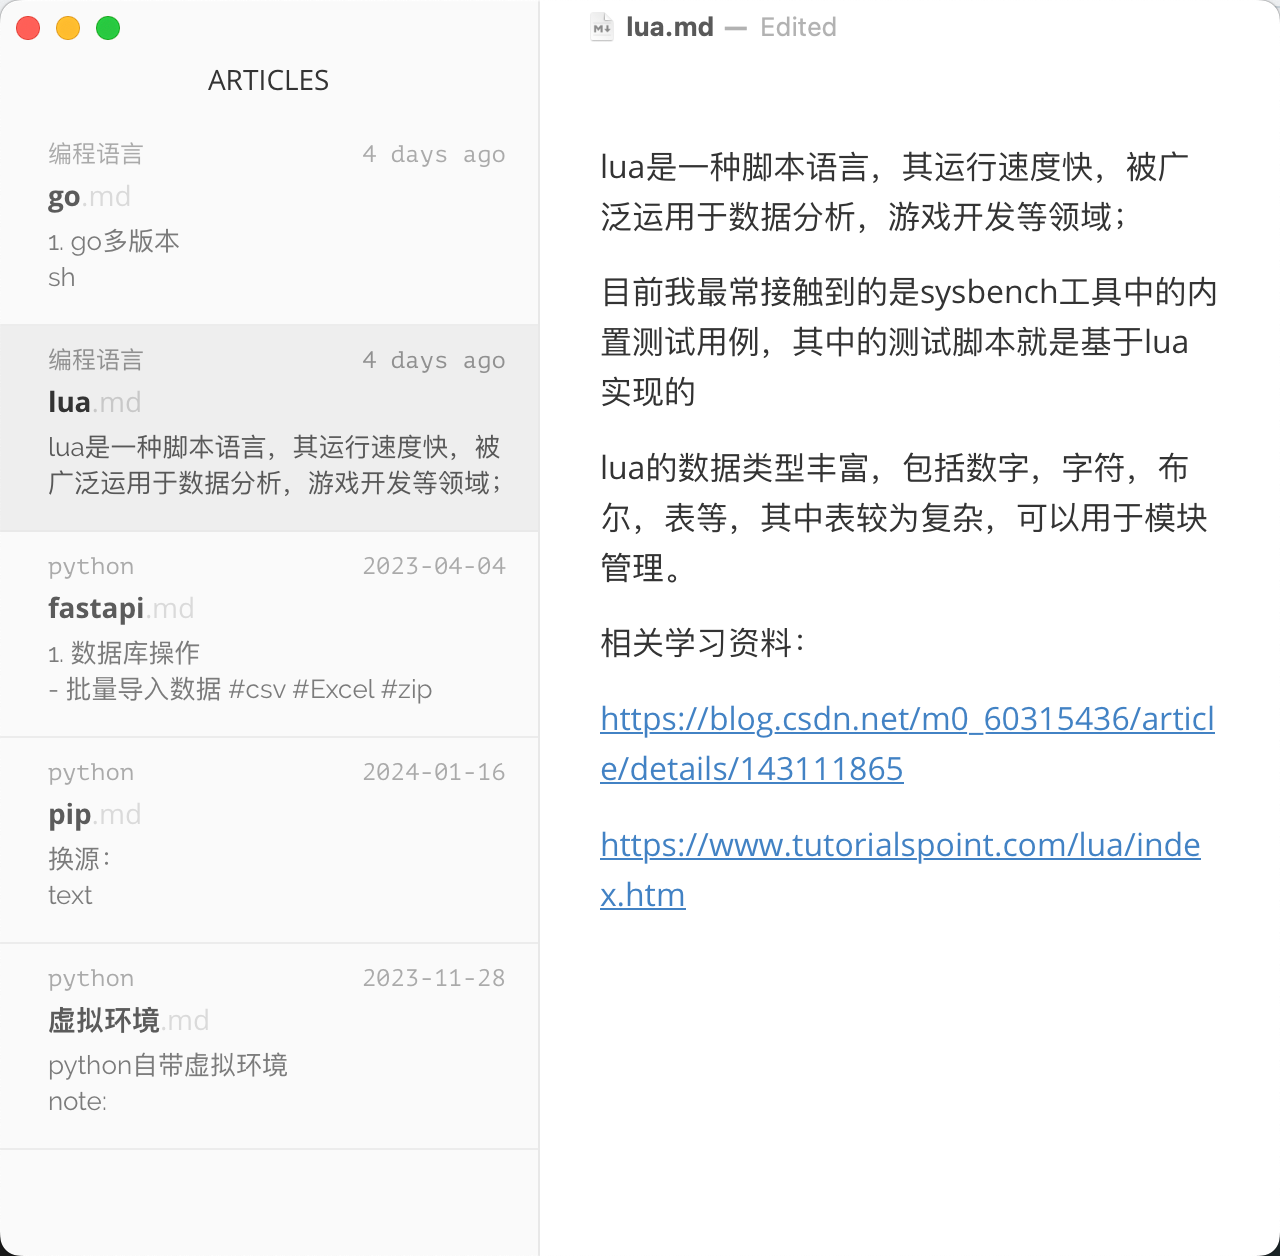 ARTICLES
编程语言 4 days ago
go.md
1. go多版本
sh
编程语言 4 days ago
lua.md
lua是一种脚本语言，其运行速度快，被
广泛运用于数据分析，游戏开发等领域；
python 2023-04-04
fastapi.md
1. 数据库操作
- 批量导入数据 #csv #Excel #zip
python 2024-01-16
pip.md
换源：
text
python 2023-11-28
虚拟环境.md
python自带虚拟环境
note:
lua.md — Edited
lua是一种脚本语言，其运行速度快，被广
泛运用于数据分析，游戏开发等领域；
目前我最常接触到的是sysbench工具中的内
置测试用例，其中的测试脚本就是基于lua
实现的
lua的数据类型丰富，包括数字，字符，布
尔，表等，其中表较为复杂，可以用于模块
管理。
相关学习资料：
https://blog.csdn.net/m0_60315436/articl
e/details/143111865
https://www.tutorialspoint.com/lua/inde
x.htm